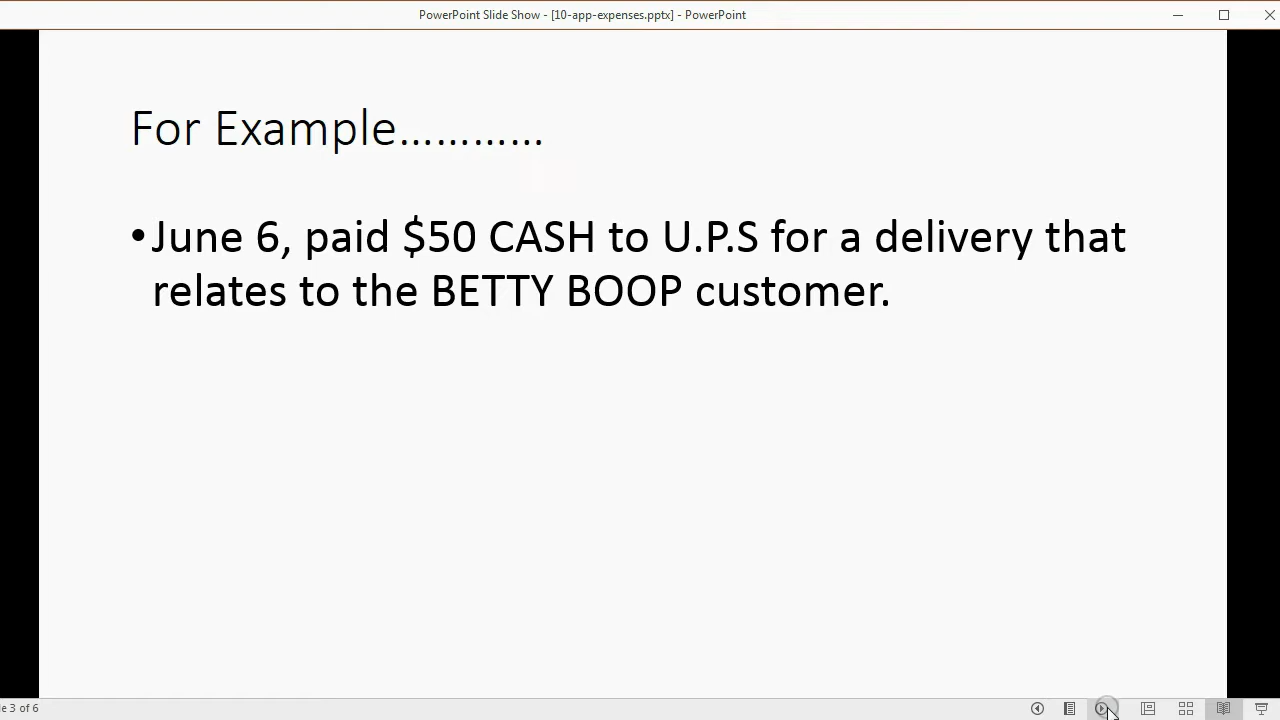 PowerPoint Slide Show - [10-app-expenses.pptx] - PowerPoint
For Example............
•June 6, paid $50 CASH to U.P.S for a delivery that
relates to the BETTY BOOP customer.
le 3 of 6